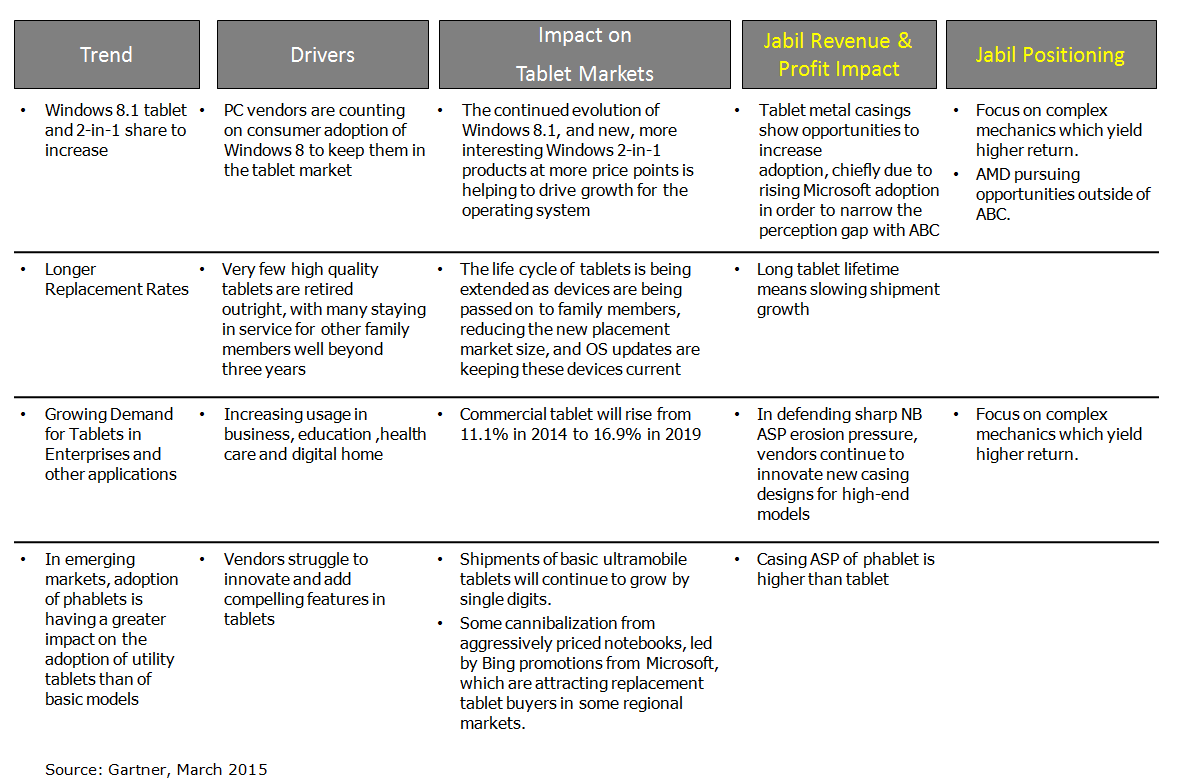 Trend
Drivers
Impact on
Tablet Markets
Jabil Revenue &
Profit Impact
Jabil Positioning
• Windows 8.1 tablet
and 2-in-1 share to
increase
• PC vendors are counting
on consumer adoption of
Windows 8 to keep them in
the tablet market
• The continued evolution of
Windows 8.1, and new, more
interesting Windows 2-in-1
products at more price points is
helping to drive growth for the
operating system
• Tablet metal casings
show opportunities to
increase
adoption, chiefly due to
rising Microsoft adoption
in order to narrow the
perception gap with ABC
• Focus on complex
mechanics which yield
higher return.
• AMD pursuing
opportunities outside of
ABC.
• Longer
Replacement Rates
• Very few high quality
tablets are retired
outright, with many staying
in service for other family
members well beyond
three years
• The life cycle of tablets is being
extended as devices are being
passed on to family members,
reducing the new placement
market size, and OS updates are
keeping these devices current
• Long tablet lifetime
means slowing shipment
growth
• Growing Demand
for Tablets in
Enterprises and
other applications
• Increasing usage in
business, education ,health
care and digital home
• Commercial tablet will rise from
11.1% in 2014 to 16.9% in 2019
• In defending sharp NB
ASP erosion pressure,
vendors continue to
innovate new casing
designs for high-end
models
• Focus on complex
mechanics which yield
higher return.
• In emerging
markets, adoption
of phablets is
having a greater
impact on the
adoption of utility
tablets than of
basic models
• Vendors struggle to
innovate and add
compelling features in
tablets
• Shipments of basic ultramobile
tablets will continue to grow by
single digits.
• Some cannibalization from
aggressively priced notebooks, led
by Bing promotions from Microsoft,
which are attracting replacement
tablet buyers in some regional
markets.
• Casing ASP of phablet is
higher than tablet
Source: Gartner, March 2015